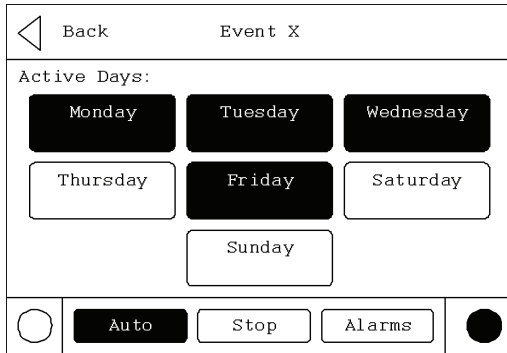 Back Event X
Active Days:
Monday Tuesday Wednesday
Thursday Friday Saturday
Sunday
Auto Stop Alarms